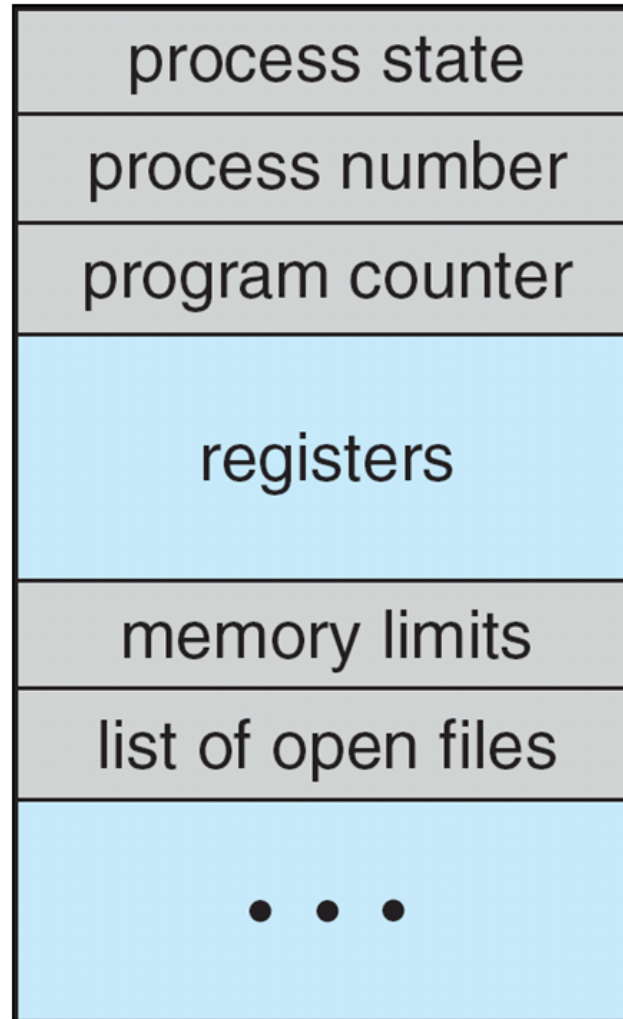 process state
process number
program counter
registers
memory limits
list of open files
• • •